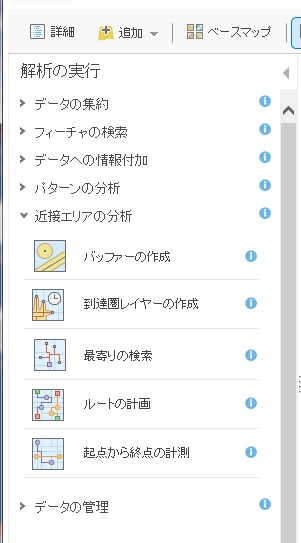 詳細 追加 ベースマップ
解析の実行
データの集約
フィーチャの検索
データへの情報付加
パターンの分析
近接エリアの分析
バッファーの作成
到達圏レイヤーの作成
最寄りの検索
ルートの計画
起点から終点の計測
データの管理